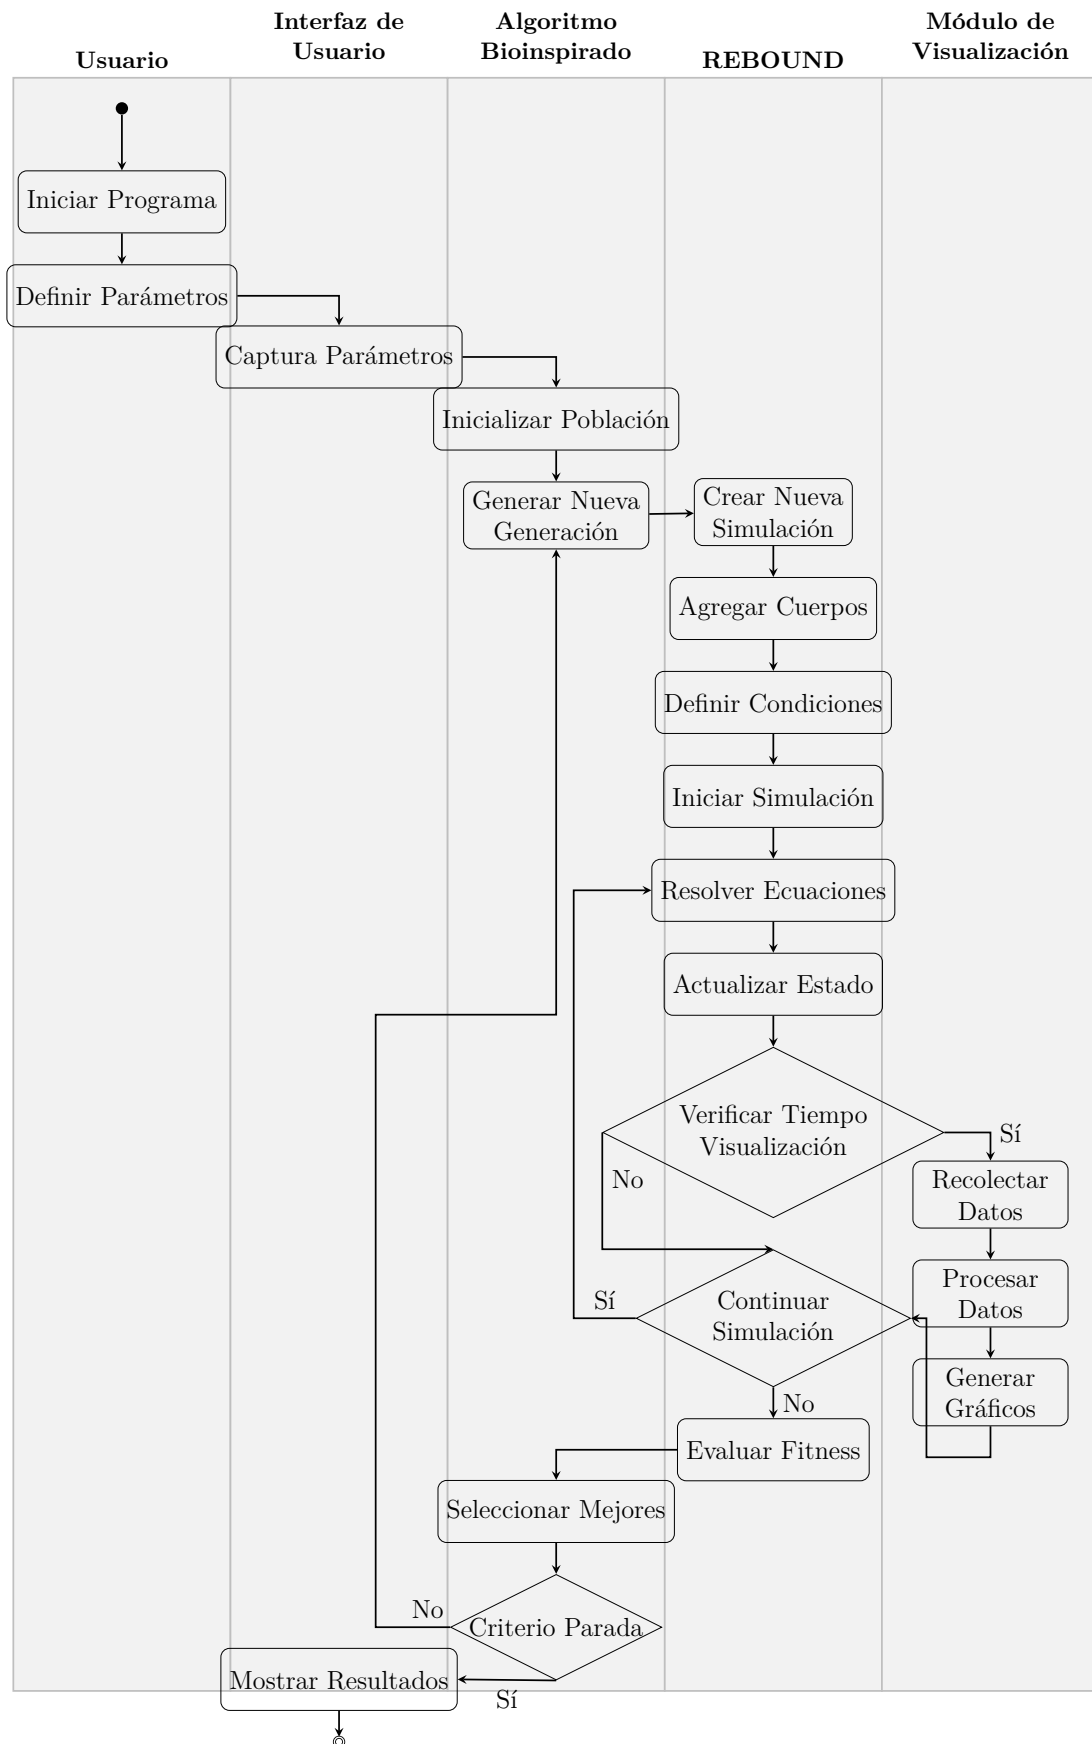 Usuario
Interfaz de
Usuario
Algoritmo
Bioinspirado
REBOUND
Módulo de
Visualización
Iniciar Programa
Definir Parámetros
Captura Parámetros
Inicializar Población
Generar Nueva
Generación
Crear Nueva
Simulación
Agregar Cuerpos
Definir Condiciones
Iniciar Simulación
Resolver Ecuaciones
Actualizar Estado
Verificar Tiempo
Visualización
Sí
No
Recolectar
Datos
Procesar
Datos
Generar
Gráficos
Continuar
Simulación
Sí
No
Evaluar Fitness
Seleccionar Mejores
Criterio Parada
No
Sí
Mostrar Resultados